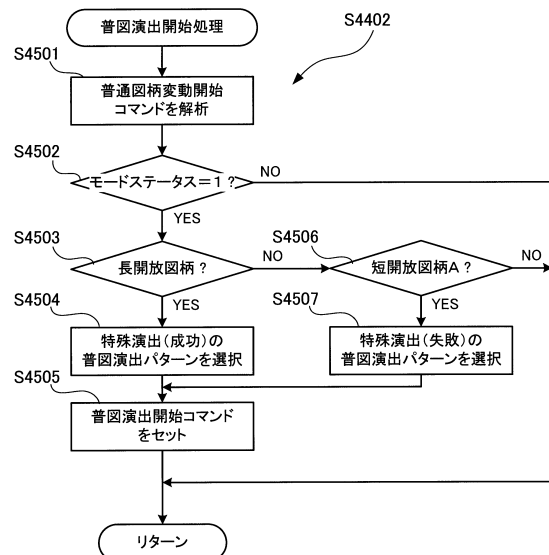 普図演出開始処理
S4402
S4501
普通図柄変動開始
コマンドを解析
S4502
モードステータス＝1？
NO
YES
S4503
長開放図柄？
NO
S4506
短開放図柄A？
NO
YES
YES
S4504
特殊演出(成功)の
普図演出パターンを選択
S4507
特殊演出(失敗)の
普図演出パターンを選択
S4505
普図演出開始コマンド
をセット
リターン